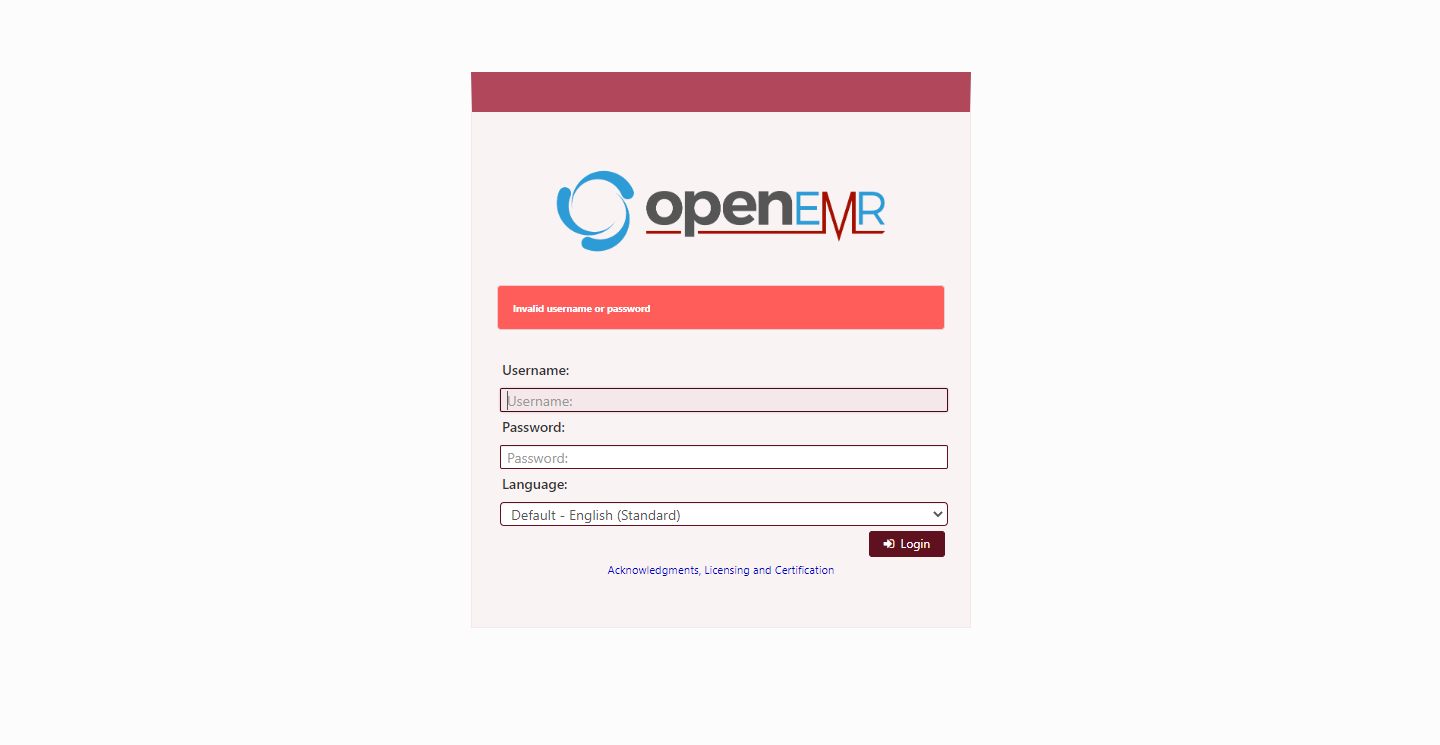 openEMR
Invalid username or password
Username:
Username:
Password:
Password:
Language:
Default - English (Standard)
Login
Acknowledgments, Licensing and Certification